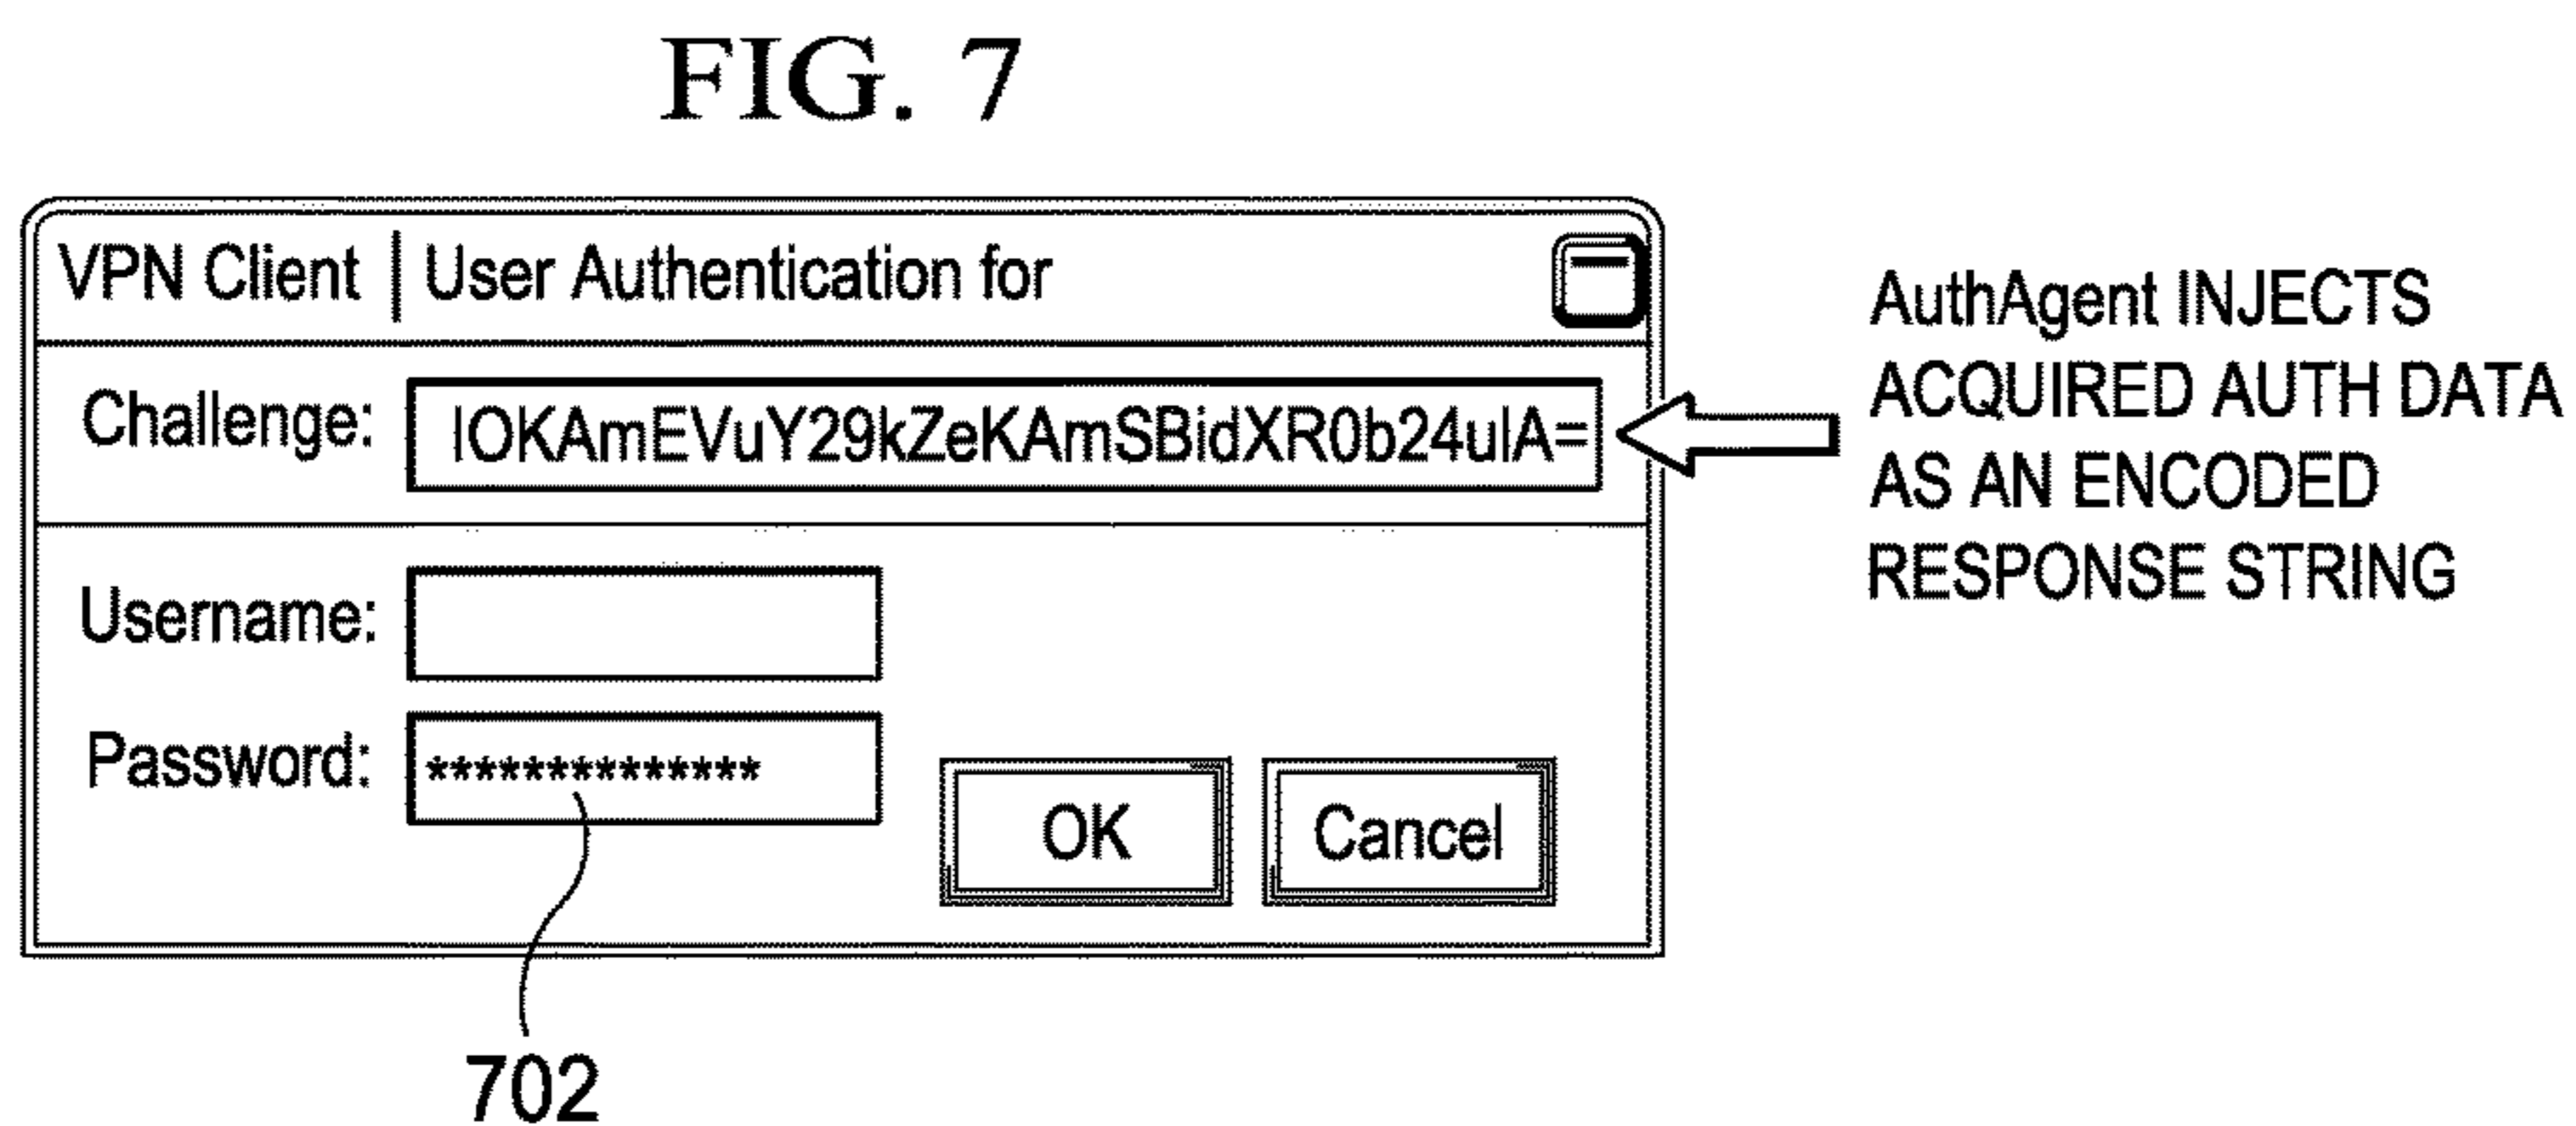 FIG. 7
VPN Client | User Authentication for
Challenge: IOKAmEVuY29kZeKAmSBidXR0b24uIA=
Username:
Password: **************
OK Cancel
702
AuthAgent INJECTS
ACQUIRED AUTH DATA
AS AN ENCODED
RESPONSE STRING